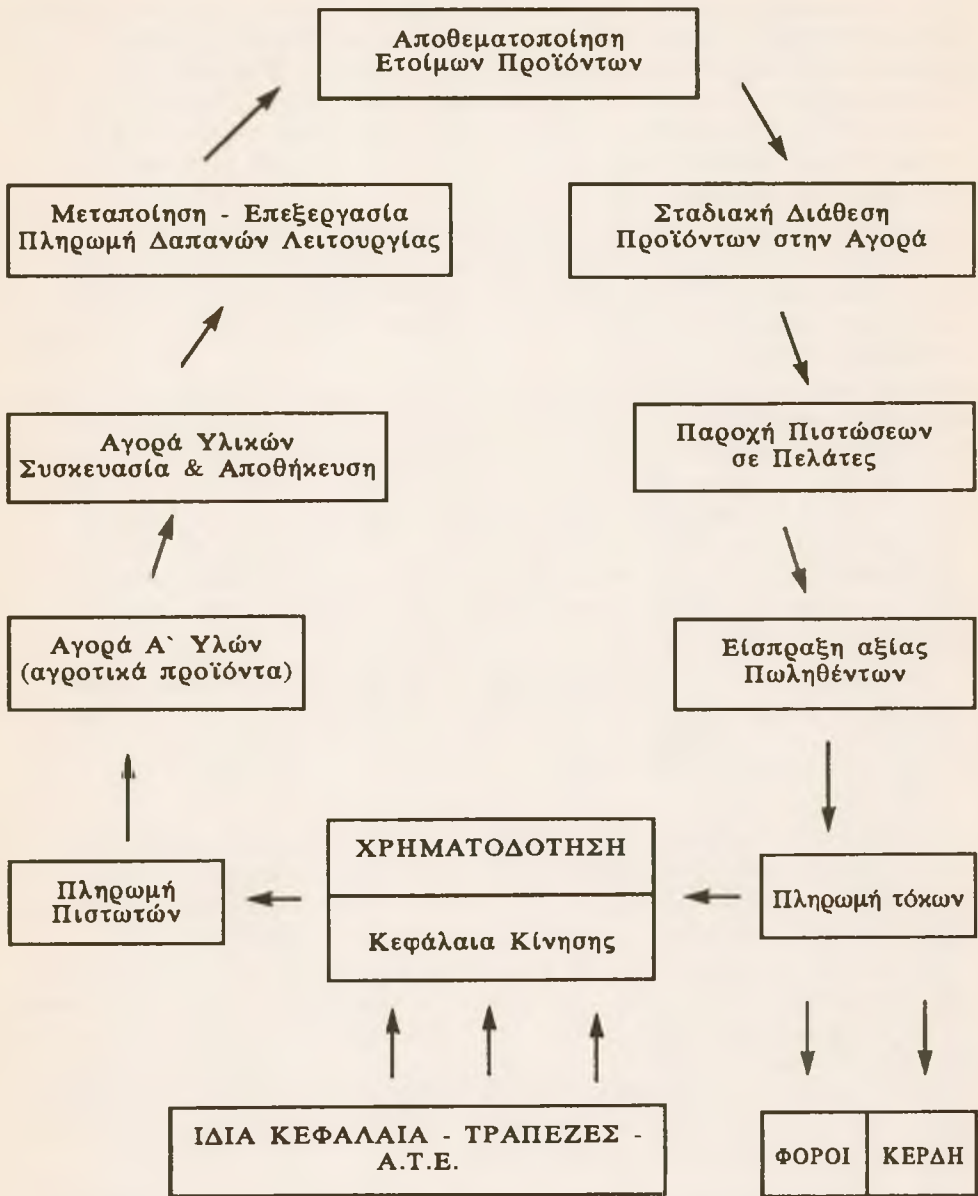 Αποθεματοποίηση
Ετοίμων Προϊόντων
Μεταποίηση - Επεξεργασία
Πληρωμή Δαπανών Λειτουργίας
Σταδιακή Διάθεση
Προϊόντων στην Αγορά
Αγορά Υλικών
Συσκευασία & Αποθήκευση
Παροχή Πιστώσεων
σε Πελάτες
Αγορά Α` Υλών
(αγροτικά προϊόντα)
Είσπραξη αξίας
Πωληθέντων
ΧΡΗΜΑΤΟΔΟΤΗΣΗ
Κεφάλαια Κίνησης
Πληρωμή
Πιστωτών
Πληρωμή τόκων
ΙΔΙΑ ΚΕΦΑΛΑΙΑ - ΤΡΑΠΕΖΕΣ -
Α.Τ.Ε.
ΦΟΡΟΙ
ΚΕΡΔΗ